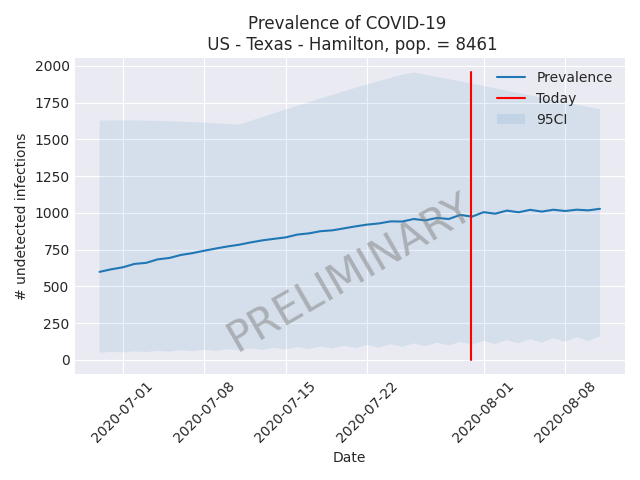 Prevalence of COVID-19
US - Texas - Hamilton, pop. = 8461
# undetected infections
2000
1750
1500
1250
1000
750
500
250
0
Prevalence
Today
95CI
PRELIMINARY
2020-07-01
2020-07-08
2020-07-15
2020-07-22
2020-08-01
2020-08-08
Date